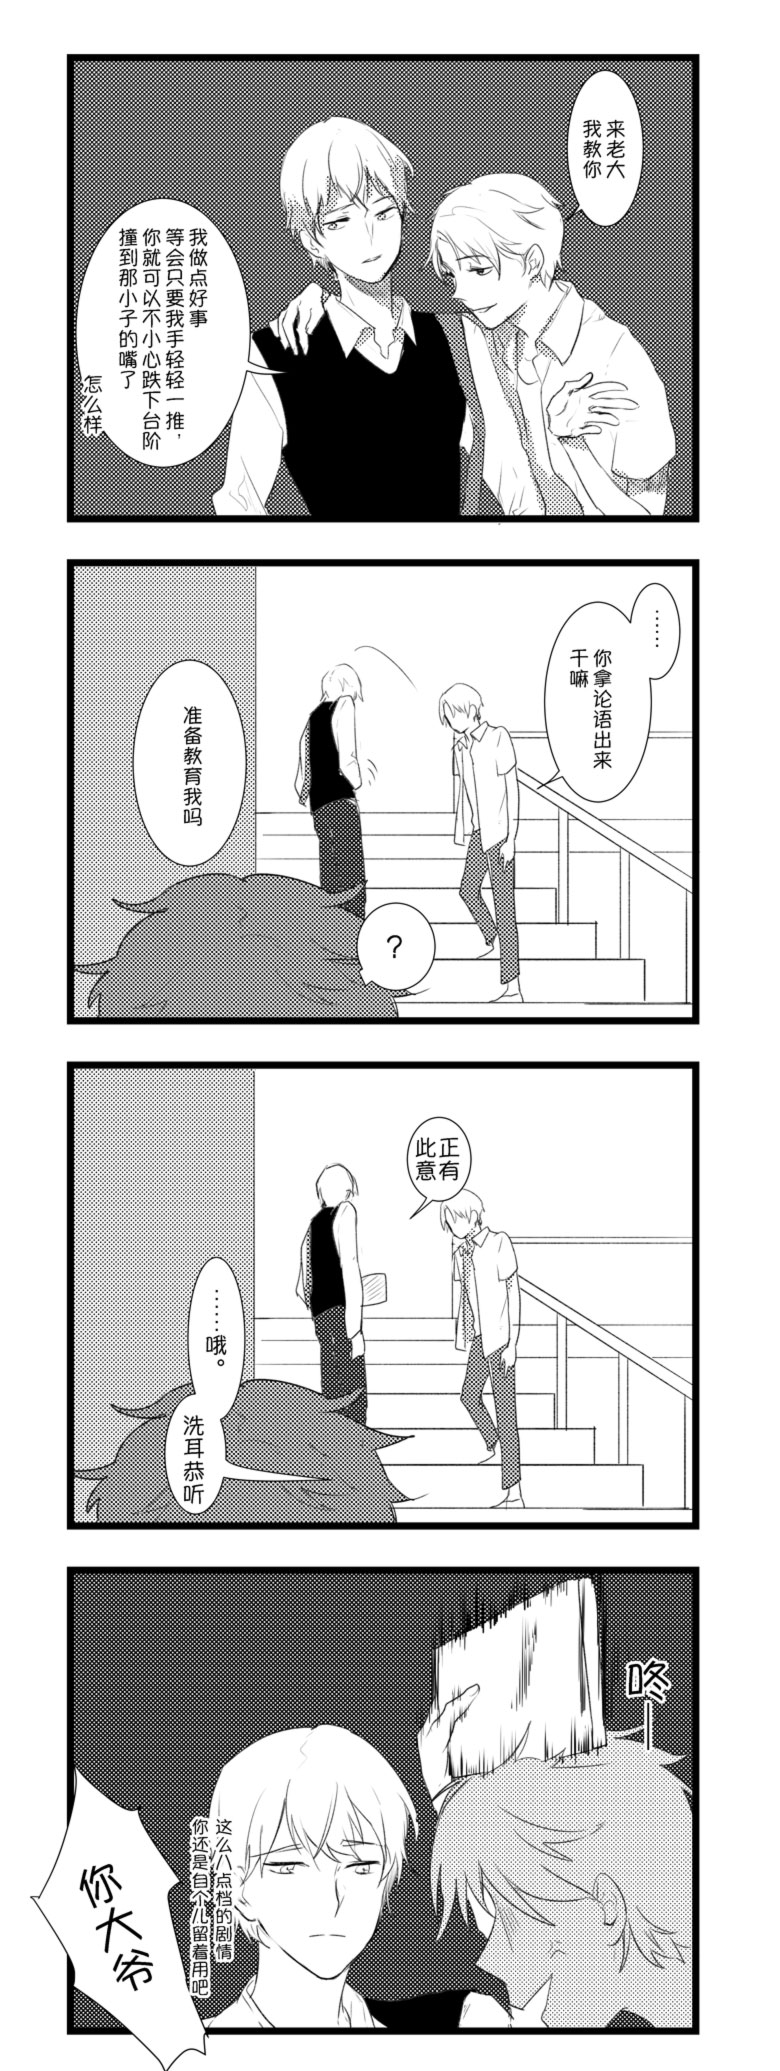 来老大
我教你
我做点好事
等会只要我手轻轻一推，
你就可以不小心跌下台阶
撞到那小子的嘴了
怎么样
……
你拿论语出来
干嘛
准备教育我吗
？
正有
此意
……哦。
洗耳恭听
咚——
这么八点档的剧情
你还是自个儿留着用吧
你大爷